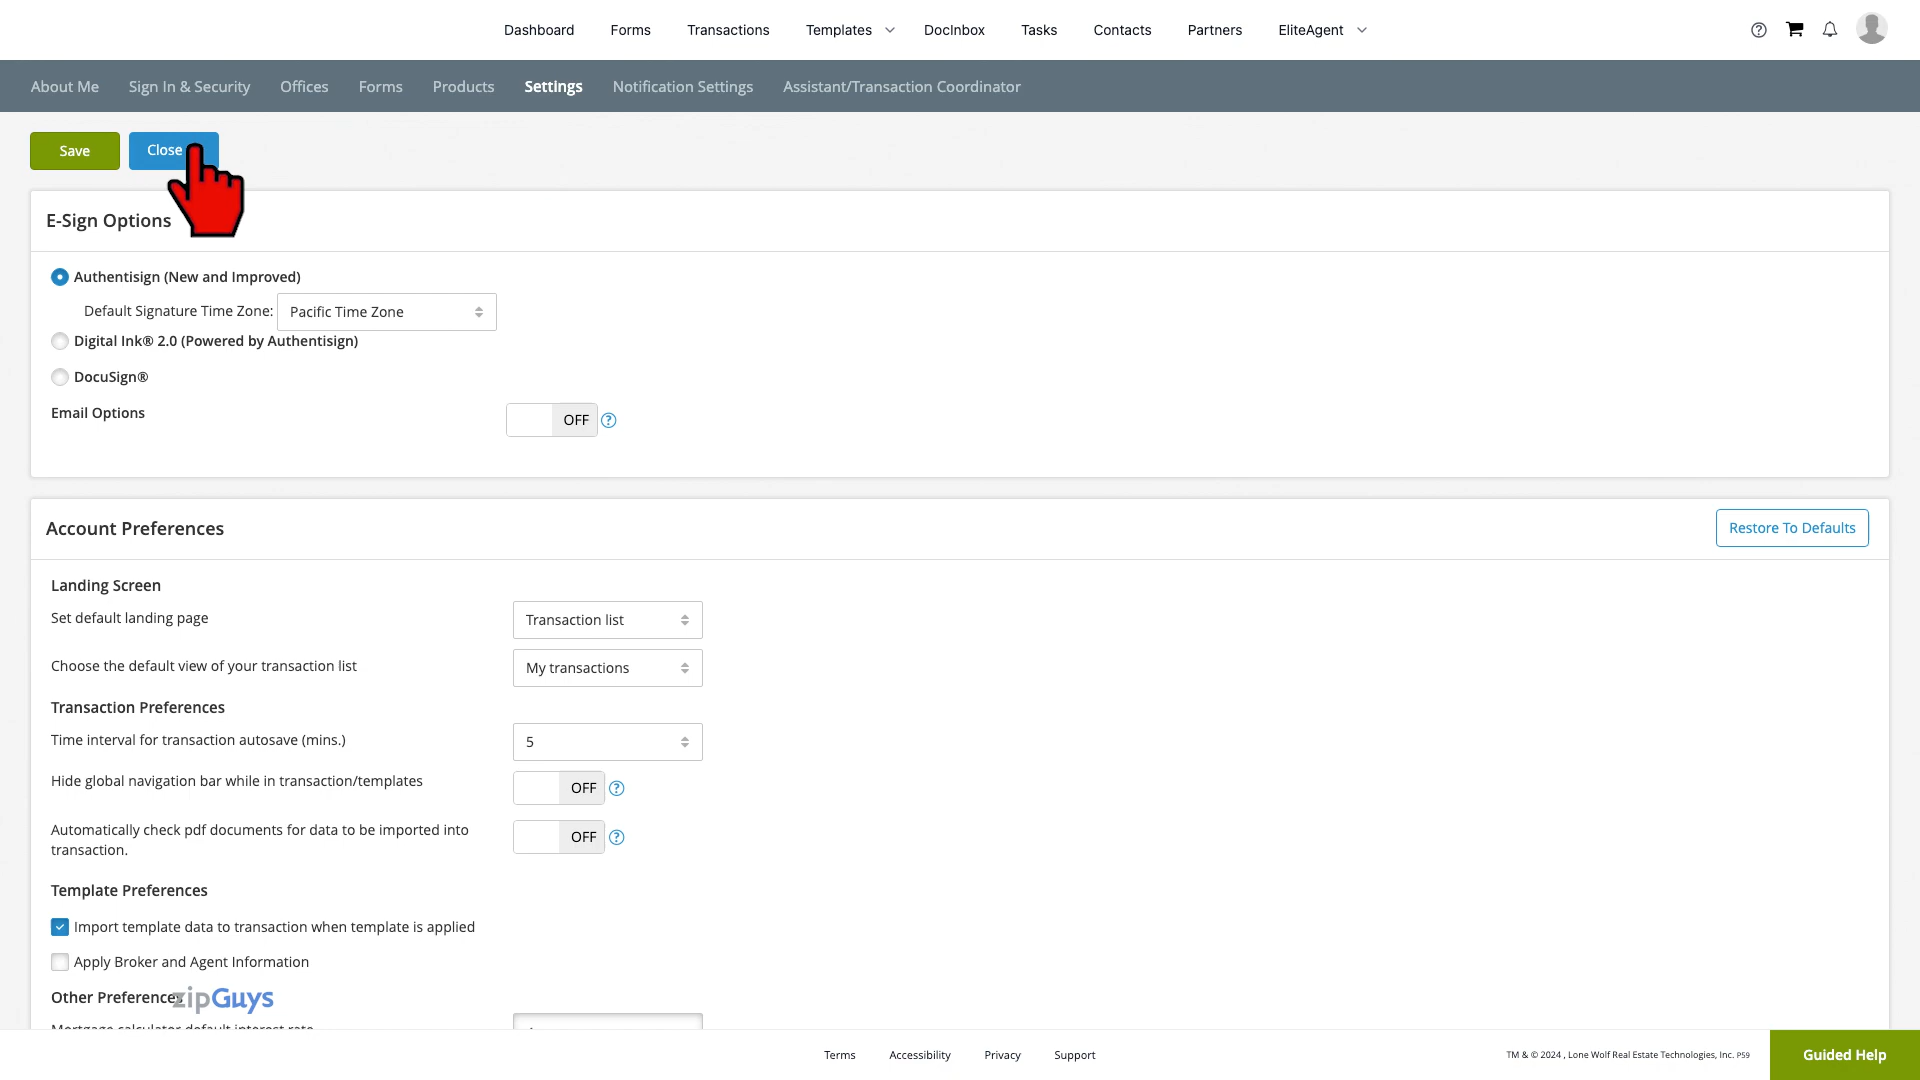 Dashboard Forms Transactions Templates DocInbox Tasks Contacts Partners EliteAgent
About Me Sign In & Security Offices Forms Products Settings Notification Settings Assistant/Transaction Coordinator
Save Close
E-Sign Options
Authentisign (New and Improved)
Default Signature Time Zone: Pacific Time Zone
Digital Ink® 2.0 (Powered by Authentisign)
DocuSign®
Email Options OFF
Account Preferences Restore To Defaults
Landing Screen
Set default landing page Transaction list
Choose the default view of your transaction list My transactions
Transaction Preferences
Time interval for transaction autosave (mins.) 5
Hide global navigation bar while in transaction/templates OFF
Automatically check pdf documents for data to be imported into
transaction. OFF
Template Preferences
Import template data to transaction when template is applied
Apply Broker and Agent Information
Other Preferences zipGuys
Mortgage calculator default interest rate
Terms Accessibility Privacy Support TM & © 2024 , Lone Wolf Real Estate Technologies, Inc. P59 Guided Help